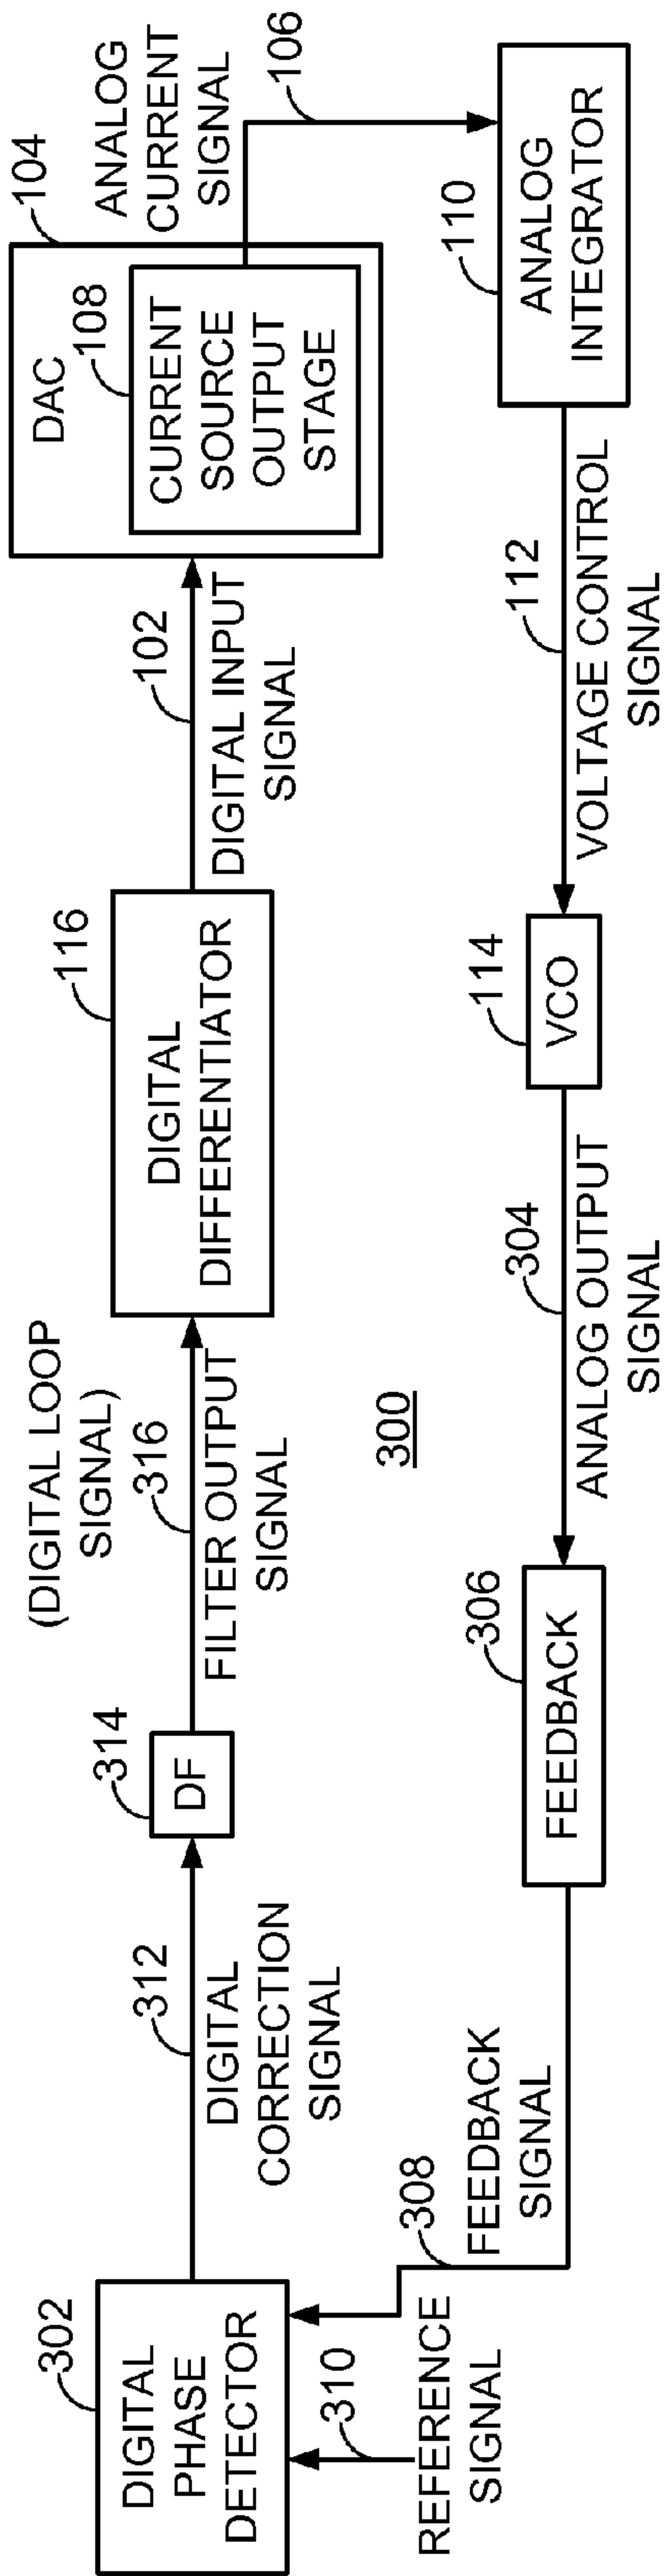 302
DIGITAL
PHASE
DETECTOR
310
REFERENCE
SIGNAL
308
FEEDBACK
SIGNAL
312
DIGITAL
CORRECTION
SIGNAL
314
DF
(DIGITAL LOOP
SIGNAL)
316
FILTER OUTPUT
SIGNAL
116
DIGITAL
DIFFERENTIATOR
102
DIGITAL INPUT
SIGNAL
104
DAC
108
CURRENT
SOURCE
OUTPUT
STAGE
ANALOG
CURRENT
SIGNAL
106
110
ANALOG
INTEGRATOR
112
VOLTAGE CONTROL
SIGNAL
114
VCO
304
ANALOG OUTPUT
SIGNAL
306
FEEDBACK
300